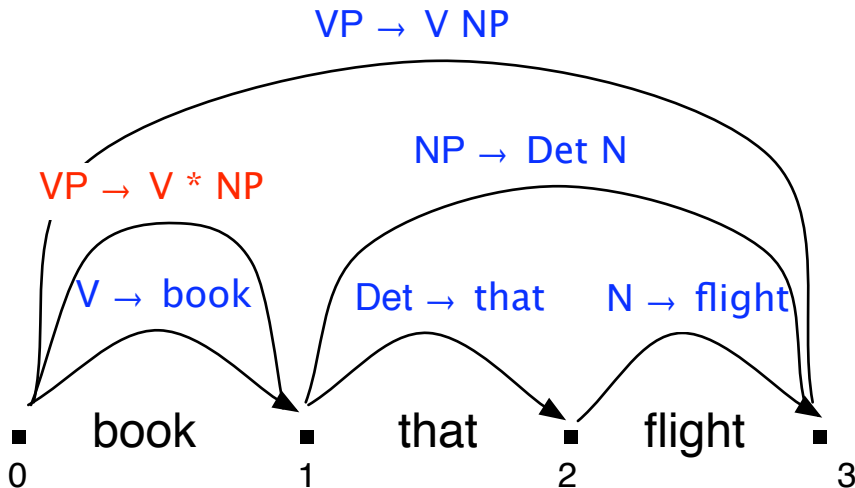 VP → V NP
NP → Det N
VP → V * NP
V → book
Det → that
N → flight
book that flight
0 1 2 3